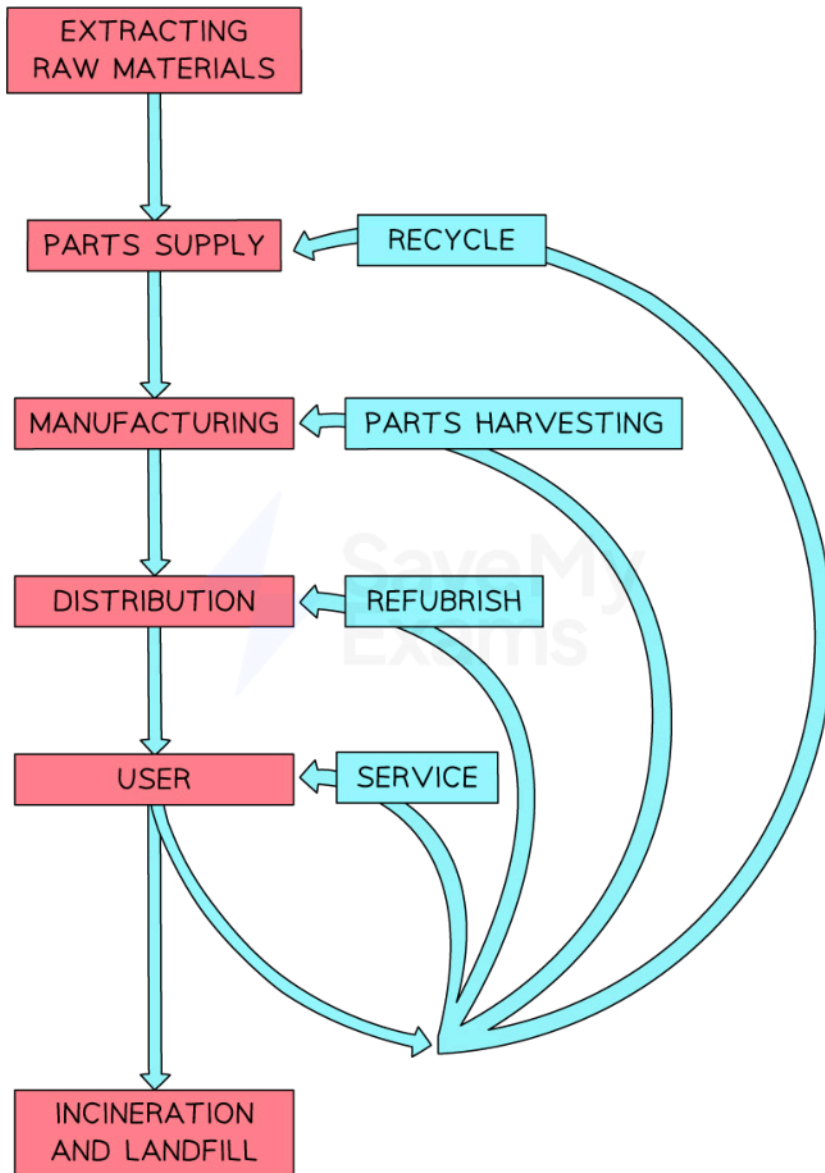 EXTRACTING
RAW MATERIALS
PARTS SUPPLY
RECYCLE
MANUFACTURING
PARTS HARVESTING
SaveMy
Exams
DISTRIBUTION
REFUBRISH
USER
SERVICE
INCINERATION
AND LANDFILL